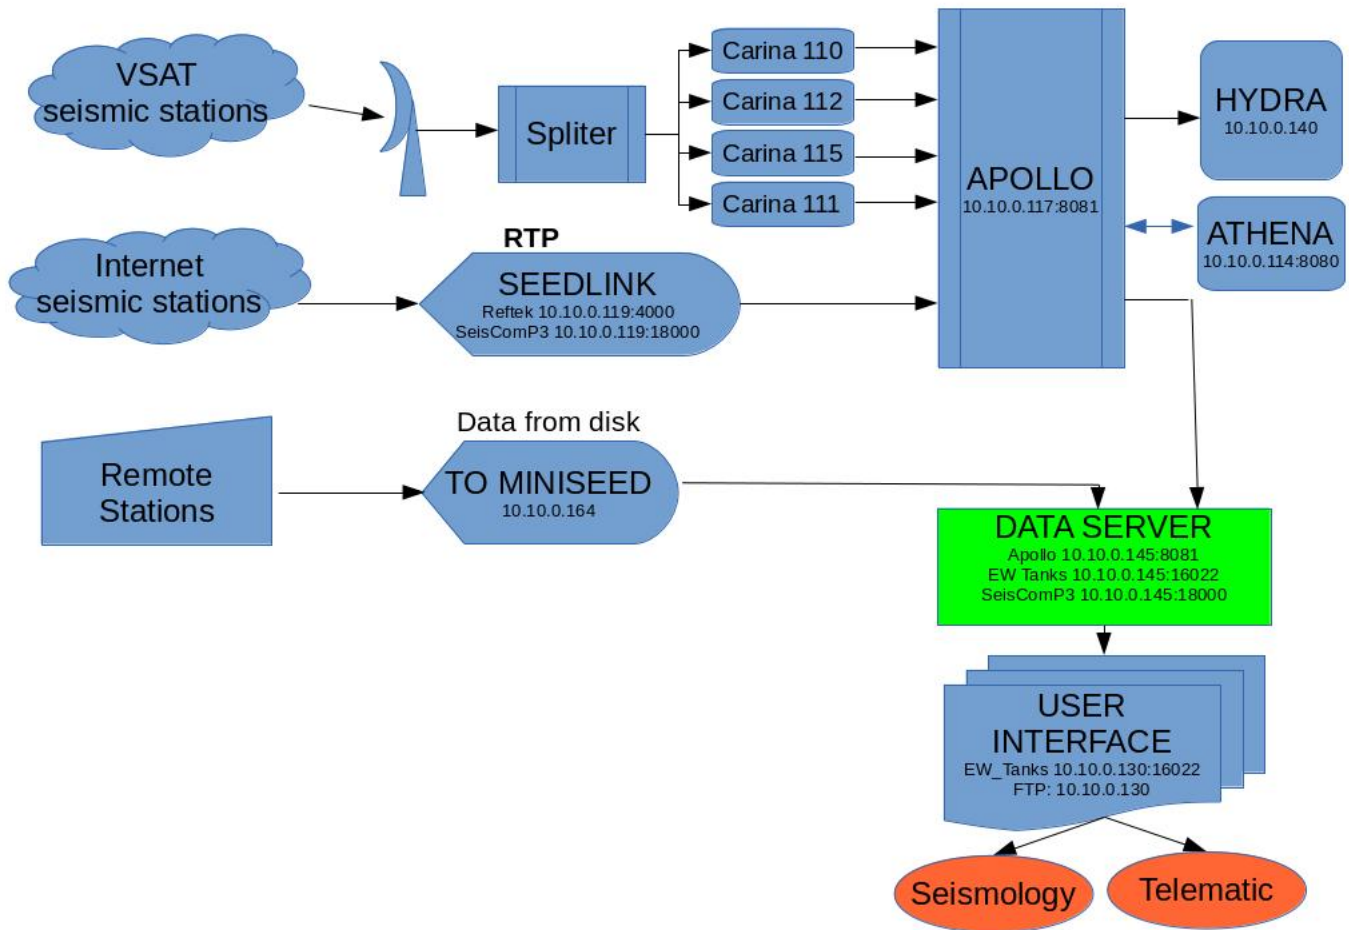 VSAT
seismic stations
Spliter
Carina 110
Carina 112
Carina 115
Carina 111
APOLLO
10.10.0.117:8081
HYDRA
10.10.0.140
ATHENA
10.10.0.114:8080
Internet
seismic stations
RTP
SEEDLINK
Reftek 10.10.0.119:4000
SeisComP3 10.10.0.119:18000
Remote
Stations
Data from disk
TO MINISEED
10.10.0.164
DATA SERVER
Apollo 10.10.0.145:8081
EW Tanks 10.10.0.145:16022
SeisComP3 10.10.0.145:18000
USER
INTERFACE
EW_Tanks 10.10.0.130:16022
FTP: 10.10.0.130
Seismology
Telematic